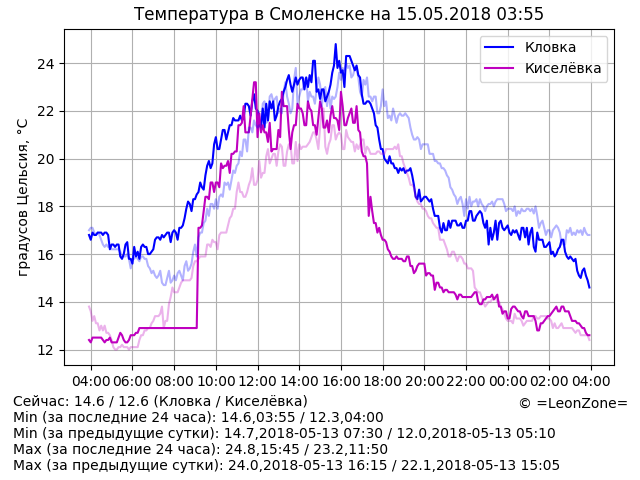 Температура в Смоленске на 15.05.2018 03:55
Кловка
Киселёвка
градусов Цельсия, °C
24
22
20
18
16
14
12
04:00 06:00 08:00 10:00 12:00 14:00 16:00 18:00 20:00 22:00 00:00 02:00 04:00
Сейчас: 14.6 / 12.6 (Кловка / Киселёвка)
© =LeonZone=
Min (за последние 24 часа): 14.6,03:55 / 12.3,04:00
Min (за предыдущие сутки): 14.7,2018-05-13 07:30 / 12.0,2018-05-13 05:10
Max (за последние 24 часа): 24.8,15:45 / 23.2,11:50
Max (за предыдущие сутки): 24.0,2018-05-13 16:15 / 22.1,2018-05-13 15:05